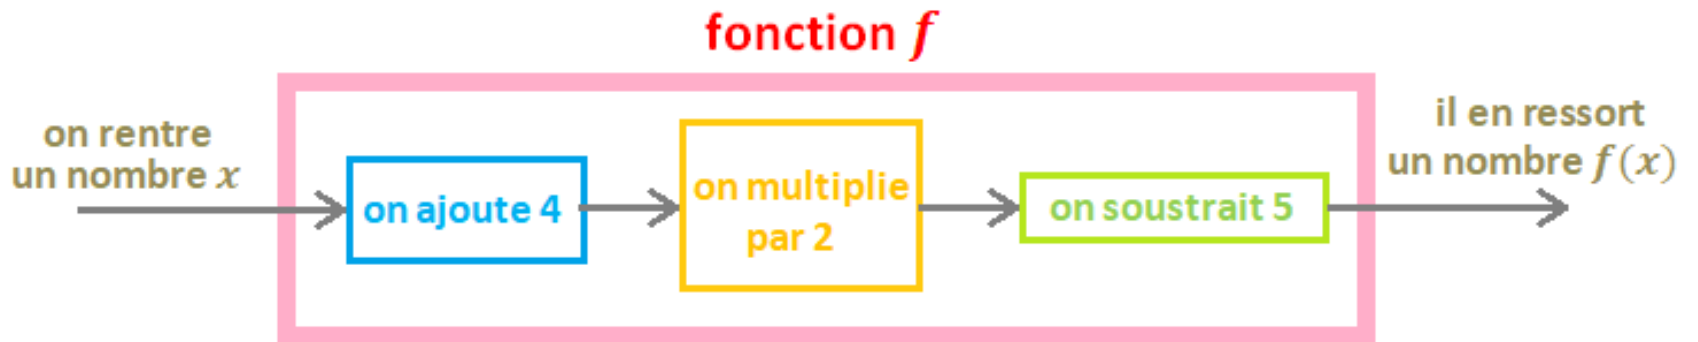 fonction f
on rentre
un nombre x
on ajoute 4
on multiplie
par 2
on soustrait 5
il en ressort
un nombre f(x)